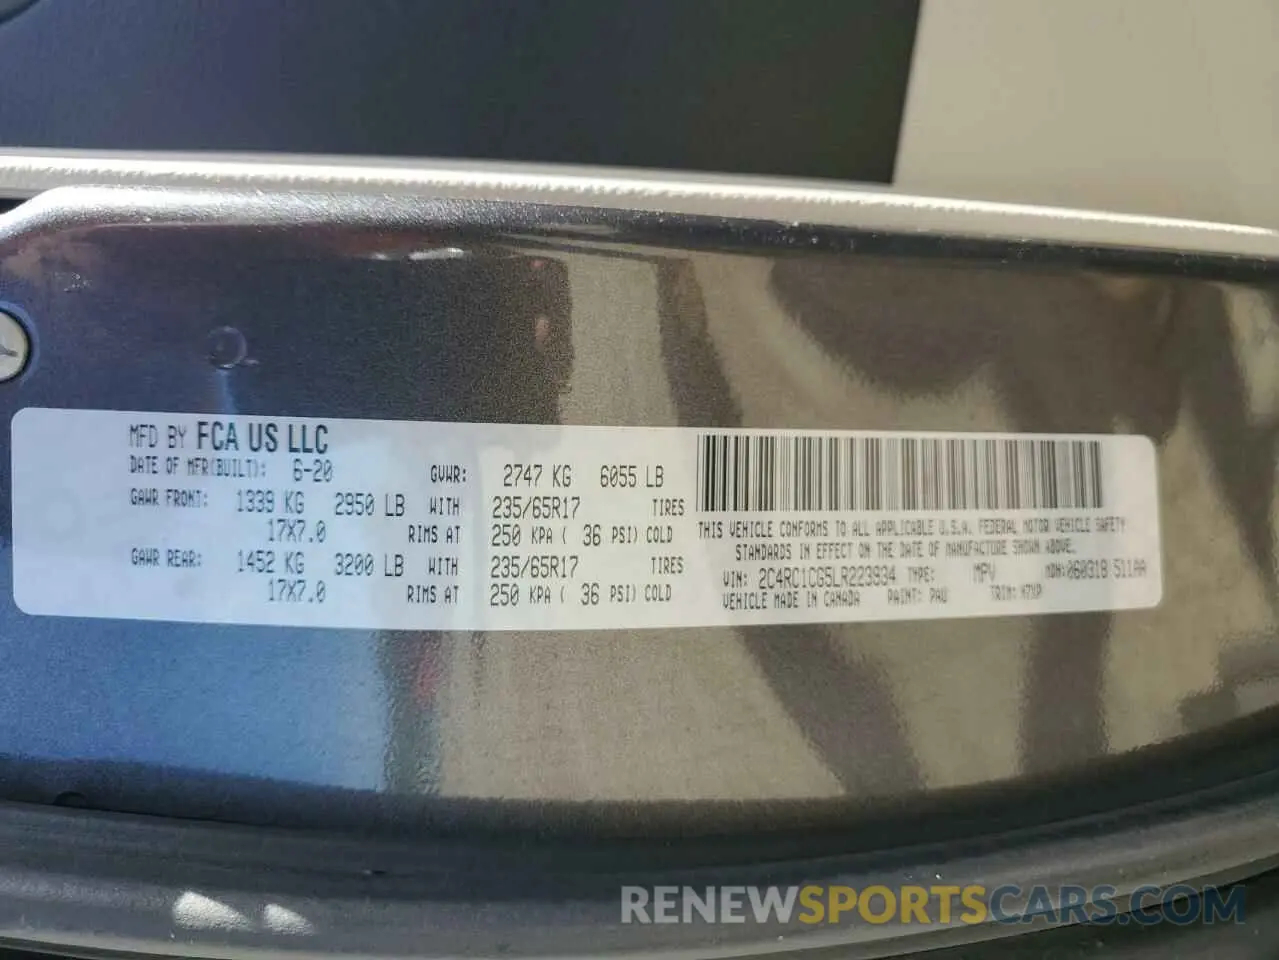 MFD BY FCA US LLC
DATE OF MFR(BUILT): 6-20 GVWR: 2747 KG 6055 LB
GAWR FRONT: 1339 KG 2950 LB WITH 235/65R17 TIRES
17X7.0 RIMS AT 250 KPA ( 36 PSI) COLD
GAWR REAR: 1452 KG 3200 LB WITH 235/65R17 TIRES
17X7.0 RIMS AT 250 KPA ( 36 PSI) COLD
THIS VEHICLE CONFORMS TO ALL APPLICABLE U.S.A. FEDERAL MOTOR VEHICLE SAFETY
STANDARDS IN EFFECT ON THE DATE OF MANUFACTURE SHOWN ABOVE.
VIN: 2C4RC1CG5LR223934 TYPE: MPV MDH:060318 511AA
VEHICLE MADE IN CANADA PAINT: PAU TRIM:
RENEWSPORTSCARS.COM